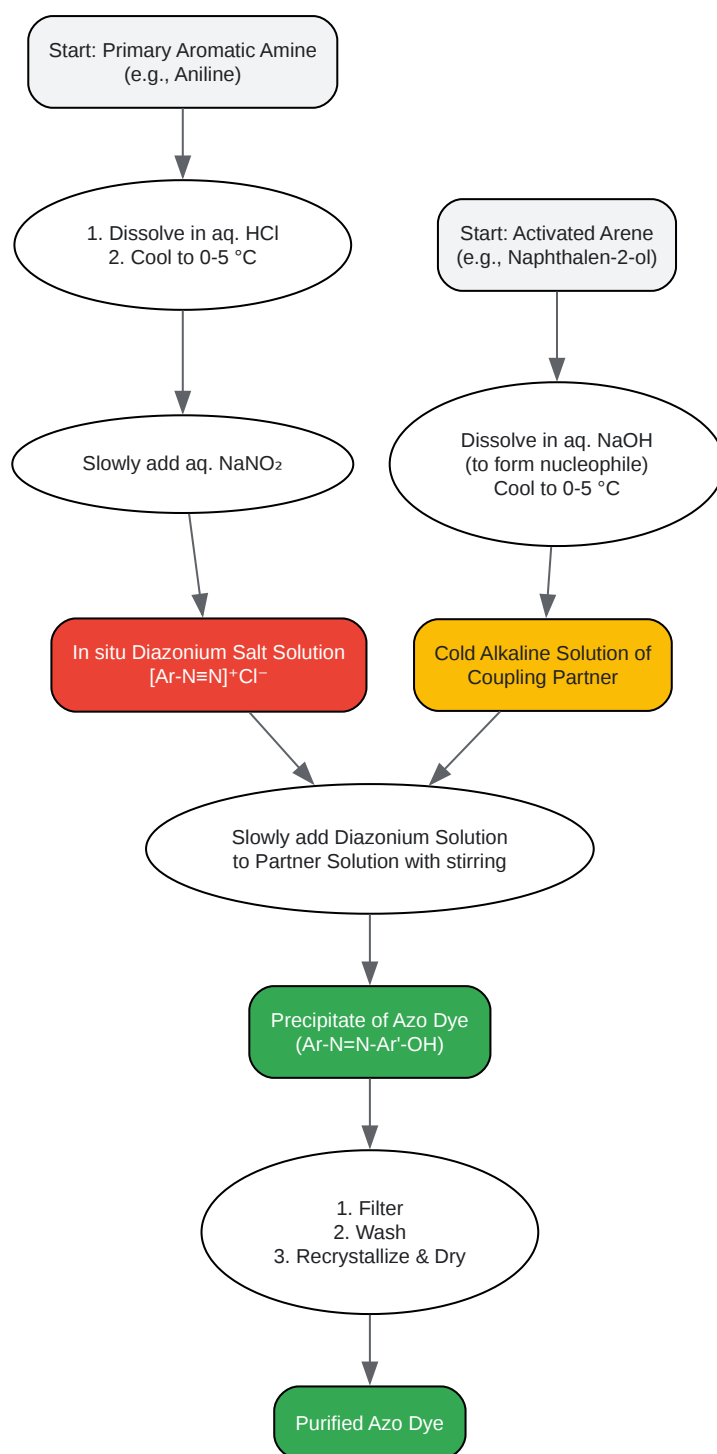 Start: Primary Aromatic Amine
(e.g., Aniline)
1. Dissolve in aq. HCl
2. Cool to 0-5 °C
Start: Activated Arene
(e.g., Naphthalen-2-ol)
Slowly add aq. NaNO₂
Dissolve in aq. NaOH
(to form nucleophile)
Cool to 0-5 °C
In situ Diazonium Salt Solution
[Ar-N≡N]⁺Cl⁻
Cold Alkaline Solution of
Coupling Partner
Slowly add Diazonium Solution
to Partner Solution with stirring
Precipitate of Azo Dye
(Ar-N=N-Ar'-OH)
1. Filter
2. Wash
3. Recrystallize & Dry
Purified Azo Dye